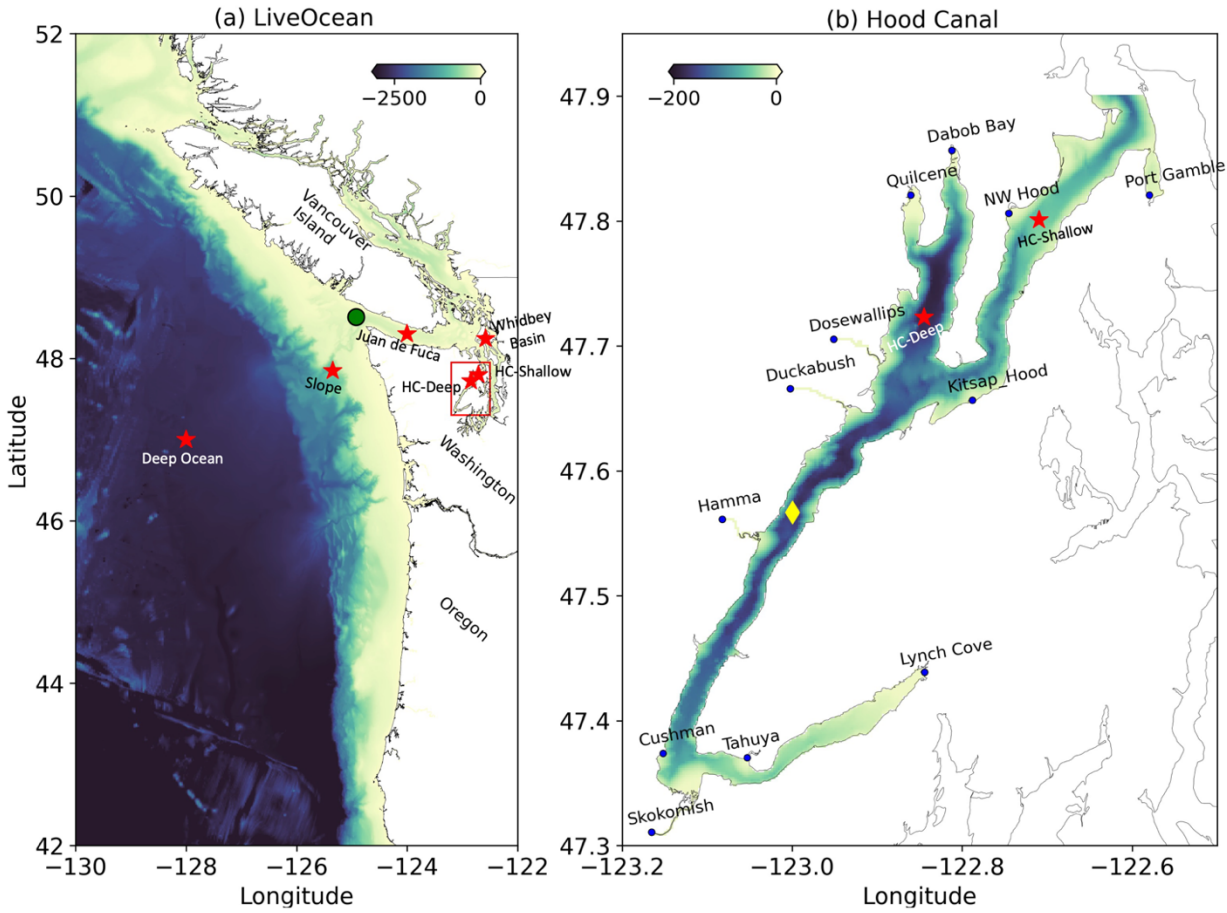 (a) LiveOcean
52
50
48
46
44
42
−2500
0
Vancouver
Island
Whidbey
Basin
Juan de Fuca
HC-Shallow
HC-Deep
Slope
Deep Ocean
Washington
Oregon
Latitude
−130
−128
−126
−124
−122
Longitude
(b) Hood Canal
47.9
47.8
47.7
47.6
47.5
47.4
47.3
−200
0
Dabob Bay
Quilcene
Port Gamble
NW Hood
HC-Shallow
Dosewallips
HC-Deep
Duckabush
Kitsap_Hood
Hamma
Lynch Cove
Cushman
Tahuya
Skokomish
−123.2
−123.0
−122.8
−122.6
Longitude